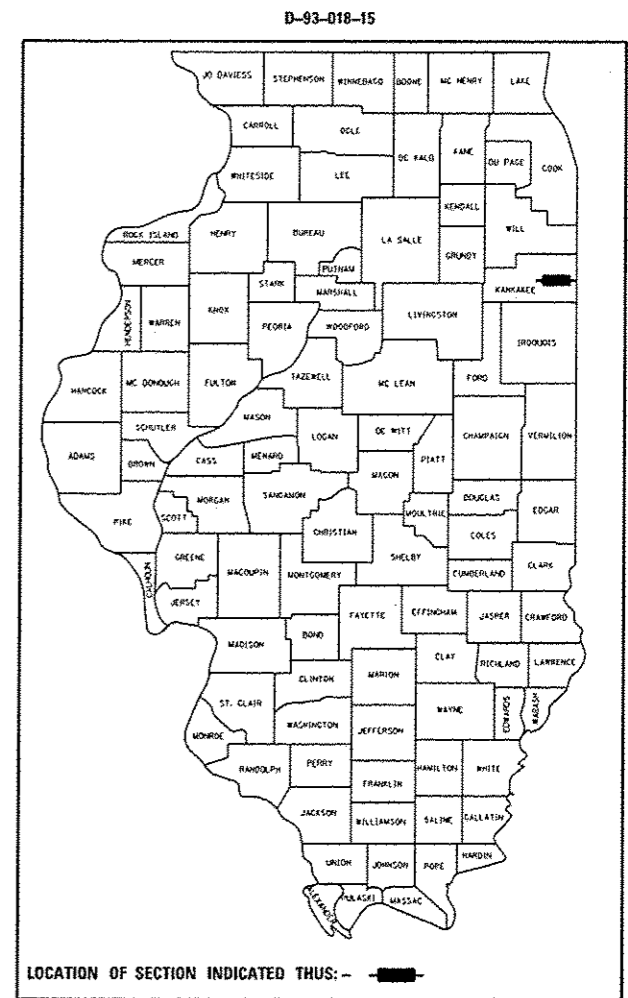 D-93-018-15
JO DAVIESS STEPHENSON WINNEBAGO BOONE MC HENRY LAKE
CARROLL OGLE
DE KALB KANE DU PAGE COOK
WHITESIDE LEE
KENDALL
WILL
ROCK ISLAND HENRY BUREAU LA SALLE
GRUNDY
MERCER PUTNAM
STARK KANKAKEE
MARSHALL
HENDERSON WARREN KNOX PEORIA WOODFORD LIVINGSTON
IROQUOIS
HANCOCK MC DONOUGH FULTON TAZEWELL MC LEAN FORD
MASON
SCHUYLER LOGAN DE WITT CHAMPAIGN VERMILION
ADAMS BROWN CASS MENARD PIATT
MACON
MORGAN SANGAMON DOUGLAS EDGAR
PIKE SCOTT MOULTRIE
CHRISTIAN COLES
GREENE SHELBY
CALHOUN MACOUPIN MONTGOMERY CUMBERLAND CLARK
JERSEY
FAYETTE EFFINGHAM JASPER CRAWFORD
MADISON BOND
CLAY RICHLAND LAWRENCE
CLINTON MARION
ST. CLAIR
WASHINGTON WAYNE EDWARDS WABASH
MONROE JEFFERSON
RANDOLPH PERRY HAMILTON WHITE
FRANKLIN
JACKSON WILLIAMSON SALINE GALLATIN
UNION JOHNSON POPE HARDIN
ALEXANDER PULASKI MASSAC
LOCATION OF SECTION INDICATED THUS: -